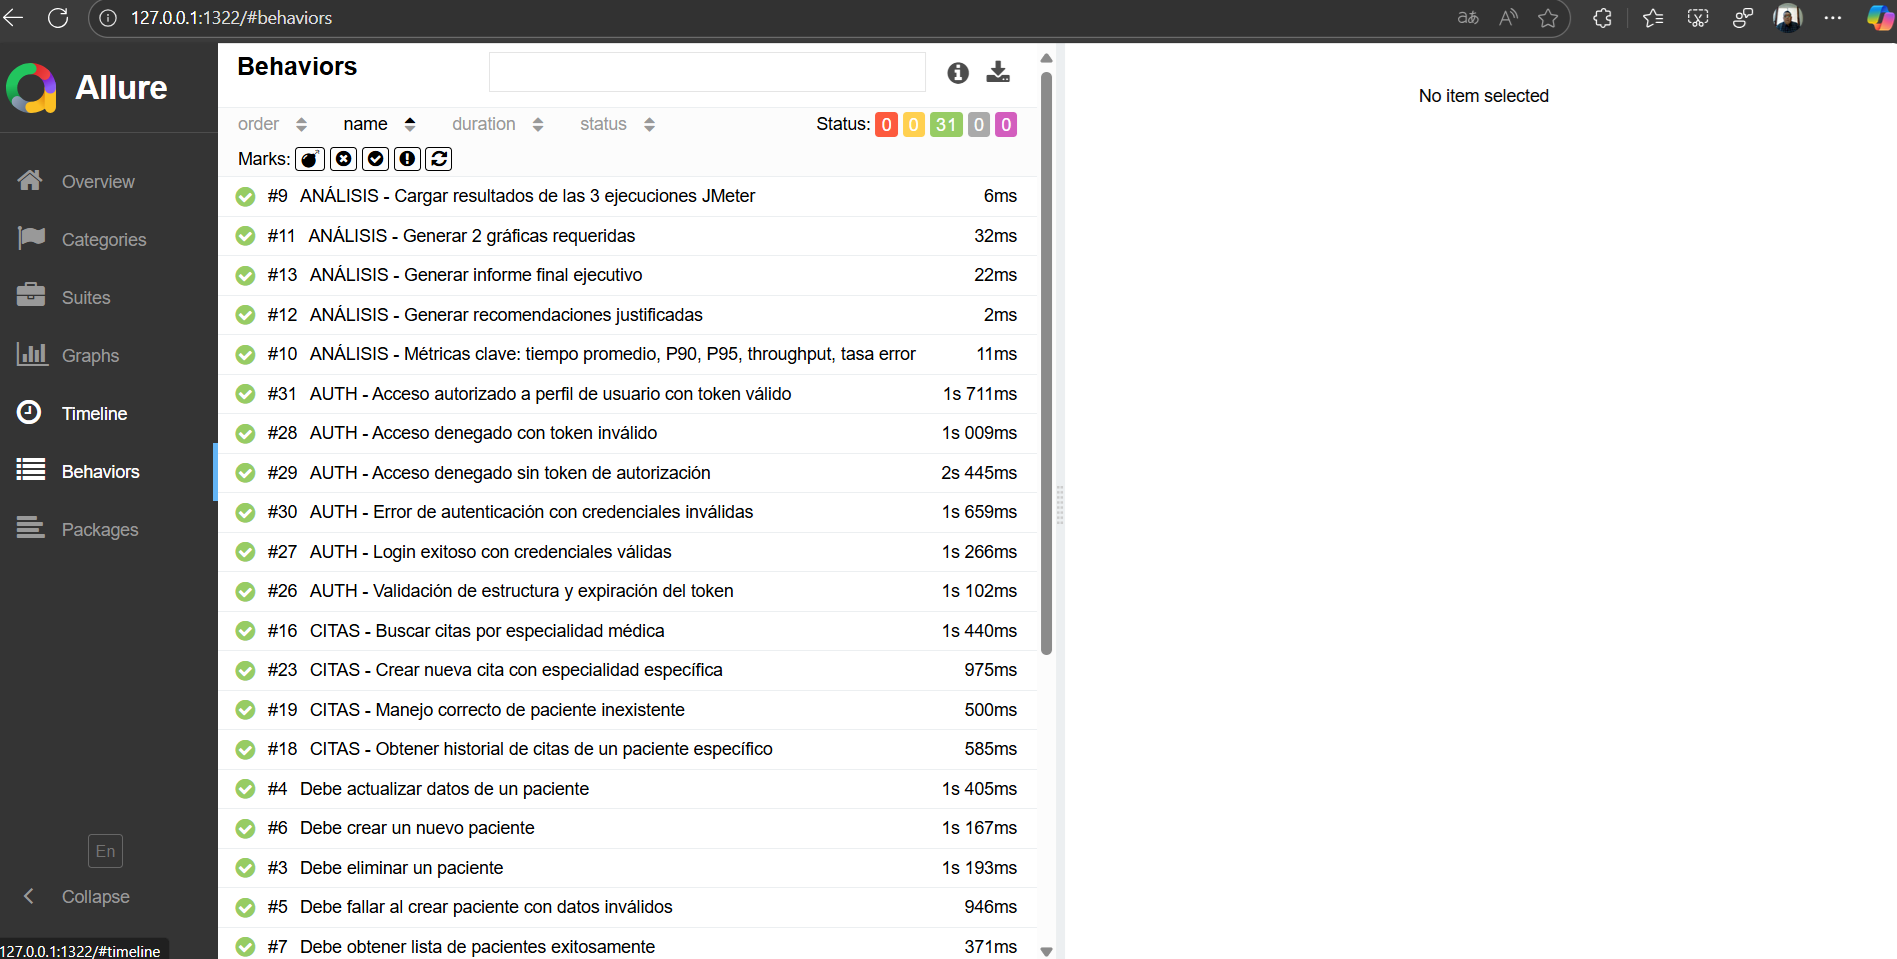 127.0.0.1:1322/#behaviors
Allure
Overview
Categories
Suites
Graphs
Timeline
Behaviors
Packages
En
Collapse
127.0.0.1:1322/#timeline
Behaviors
order name duration status Status: 0 0 31 0 0
Marks:
#9 ANÁLISIS - Cargar resultados de las 3 ejecuciones JMeter 6ms
#11 ANÁLISIS - Generar 2 gráficas requeridas 32ms
#13 ANÁLISIS - Generar informe final ejecutivo 22ms
#12 ANÁLISIS - Generar recomendaciones justificadas 2ms
#10 ANÁLISIS - Métricas clave: tiempo promedio, P90, P95, throughput, tasa error 11ms
#31 AUTH - Acceso autorizado a perfil de usuario con token válido 1s 711ms
#28 AUTH - Acceso denegado con token inválido 1s 009ms
#29 AUTH - Acceso denegado sin token de autorización 2s 445ms
#30 AUTH - Error de autenticación con credenciales inválidas 1s 659ms
#27 AUTH - Login exitoso con credenciales válidas 1s 266ms
#26 AUTH - Validación de estructura y expiración del token 1s 102ms
#16 CITAS - Buscar citas por especialidad médica 1s 440ms
#23 CITAS - Crear nueva cita con especialidad específica 975ms
#19 CITAS - Manejo correcto de paciente inexistente 500ms
#18 CITAS - Obtener historial de citas de un paciente específico 585ms
#4 Debe actualizar datos de un paciente 1s 405ms
#6 Debe crear un nuevo paciente 1s 167ms
#3 Debe eliminar un paciente 1s 193ms
#5 Debe fallar al crear paciente con datos inválidos 946ms
#7 Debe obtener lista de pacientes exitosamente 371ms
No item selected